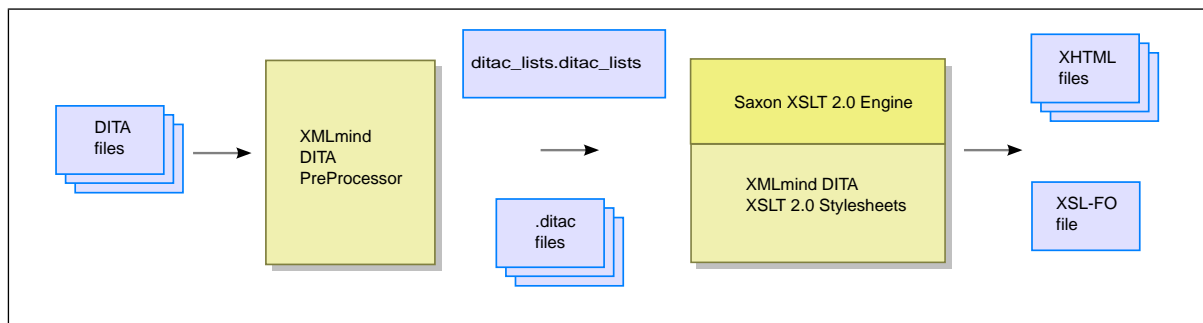 DITA
files
XMLmind
DITA
PreProcessor
ditac_lists.ditac_lists
.ditac
files
Saxon XSLT 2.0 Engine
XMLmind DITA
XSLT 2.0 Stylesheets
XHTML
files
XSL-FO
file